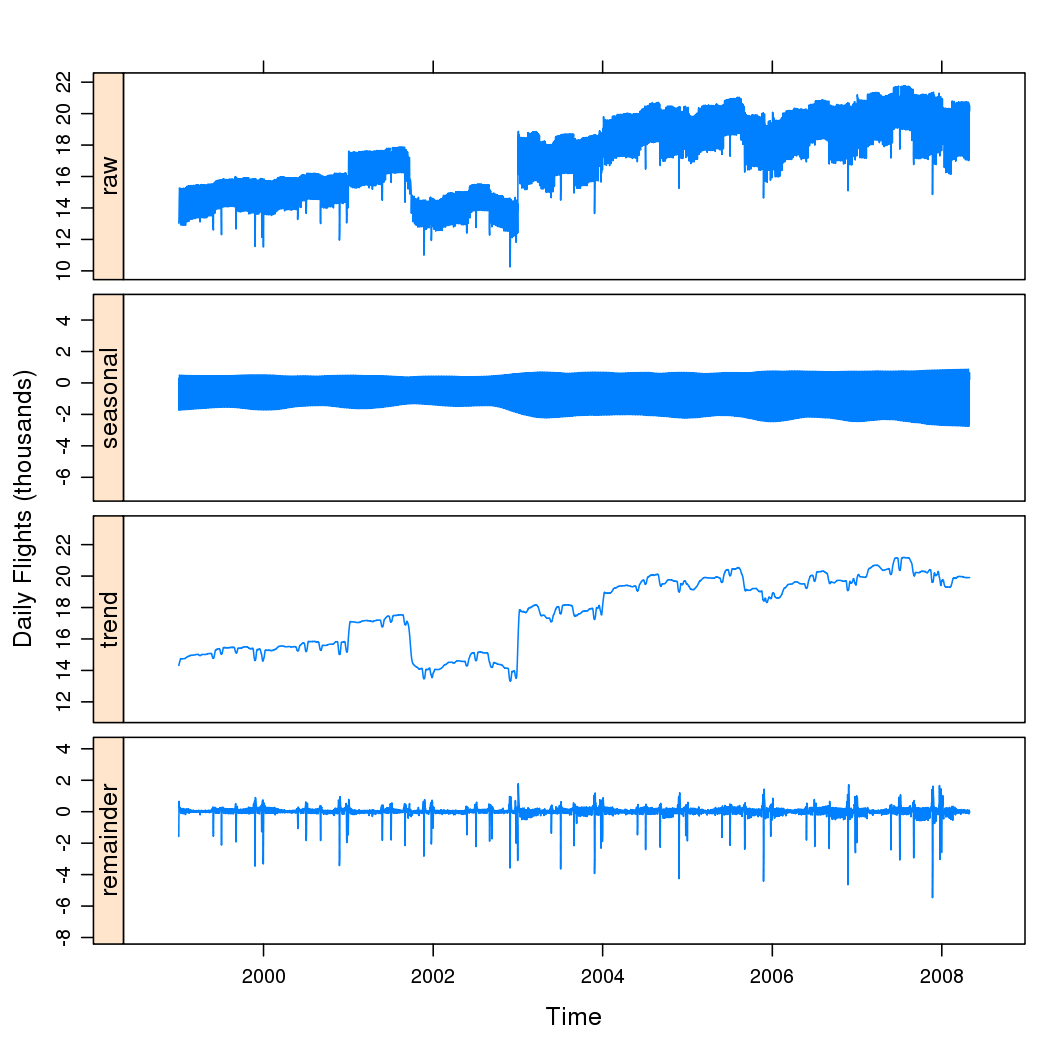 Daily Flights (thousands)
raw
10 12 14 16 18 20 22
seasonal
-6 -4 -2 0 2 4
trend
12 14 16 18 20 22
remainder
-8 -6 -4 -2 0 2 4
2000 2002 2004 2006 2008
Time